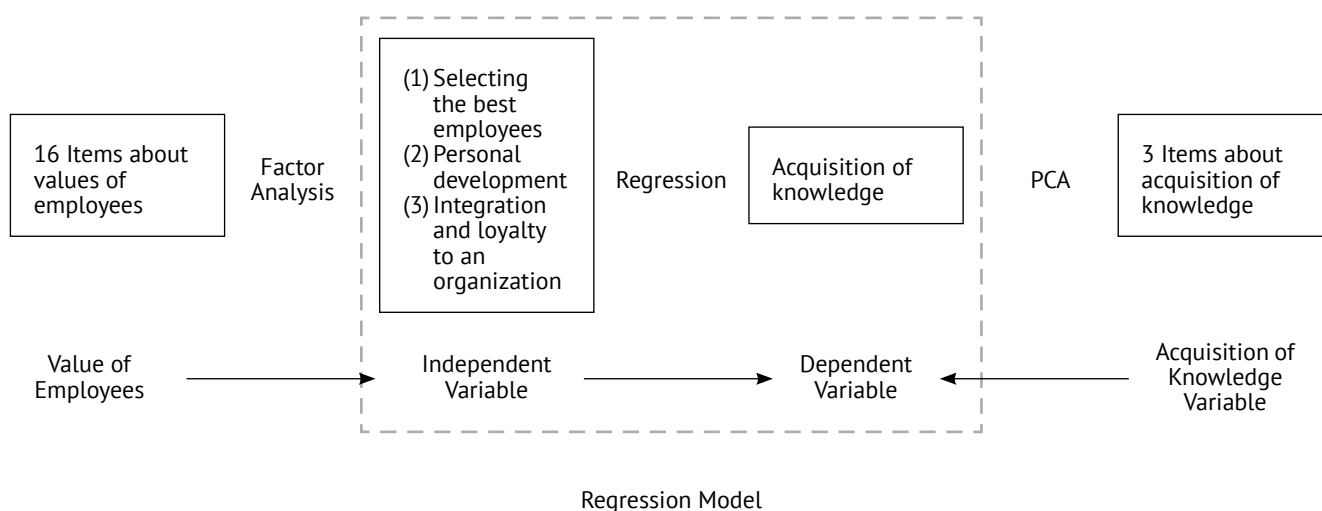 16 Items about
values of
employees
Factor
Analysis
(1) Selecting
the best
employees
(2) Personal
development
(3) Integration
and loyalty
to an
organization
Regression
Acquisition of
knowledge
PCA
3 Items about
acquisition of
knowledge
Value of
Employees
Independent
Variable
Dependent
Variable
Acquisition of
Knowledge
Variable
Regression Model